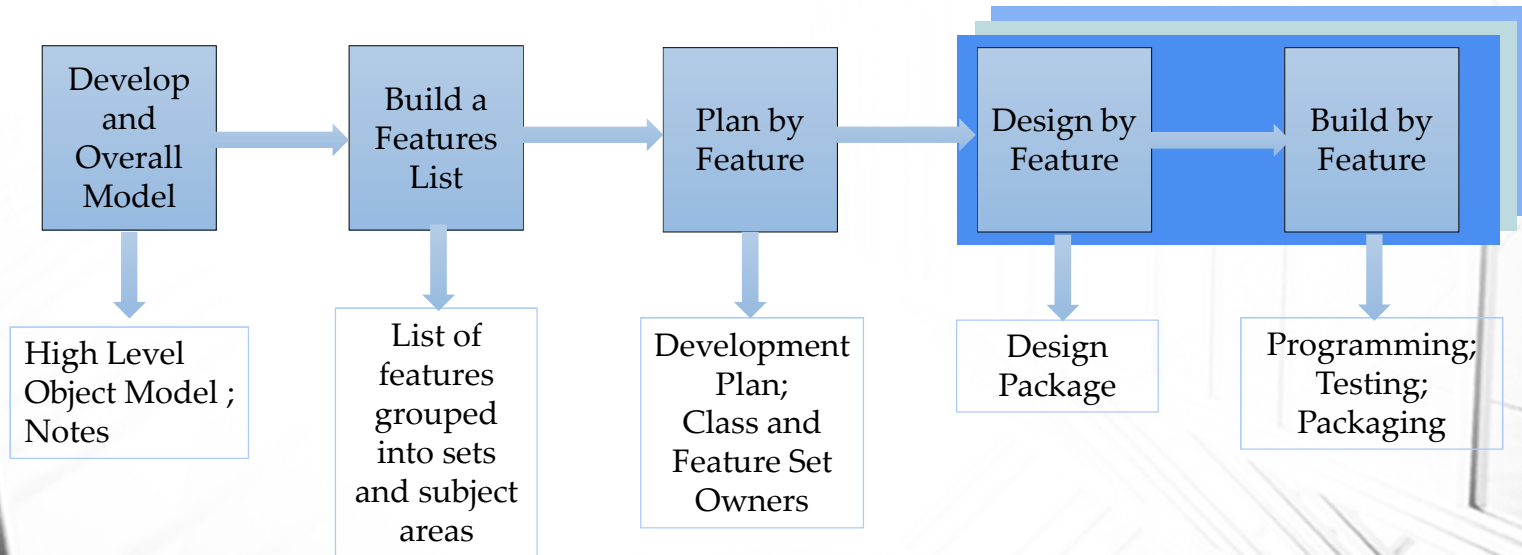 Develop
and
Overall
Model
Build a
Features
List
Plan by
Feature
Design by
Feature
Build by
Feature
High Level
Object Model ;
Notes
List of
features
grouped
into sets
and subject
areas
Development
Plan;
Class and
Feature Set
Owners
Design
Package
Programming;
Testing;
Packaging